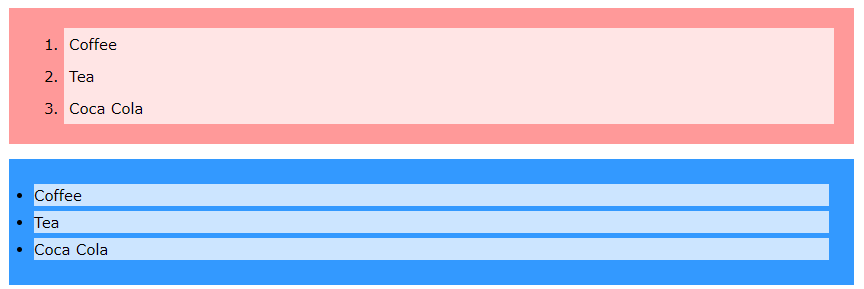 1. Coffee
2. Tea
3. Coca Cola
• Coffee
• Tea
• Coca Cola